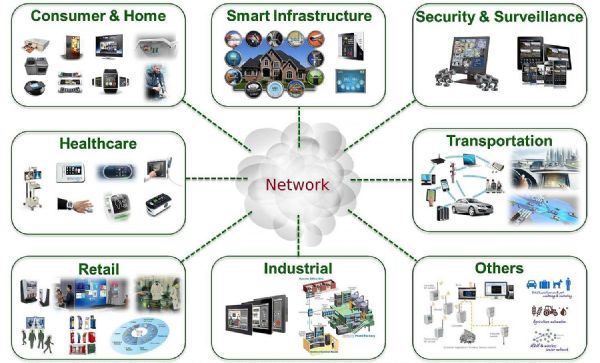 Consumer & Home
Smart Infrastructure
Security & Surveillance
Healthcare
Network
Transportation
Retail
Industrial
Others